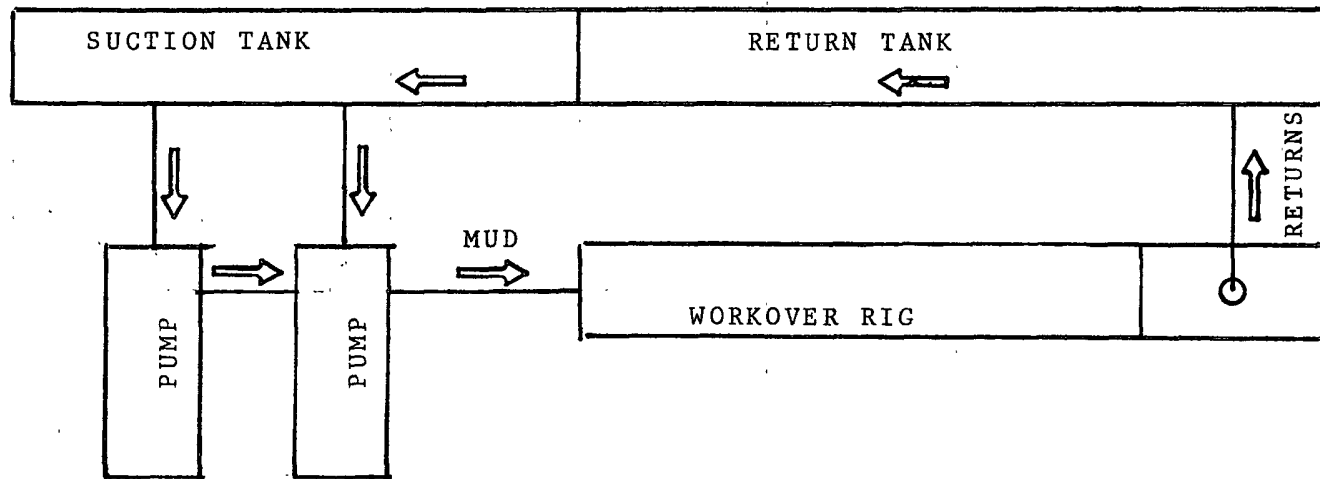 SUCTION TANK
RETURN TANK
RETURNS
MUD
PUMP
PUMP
WORKOVER RIG